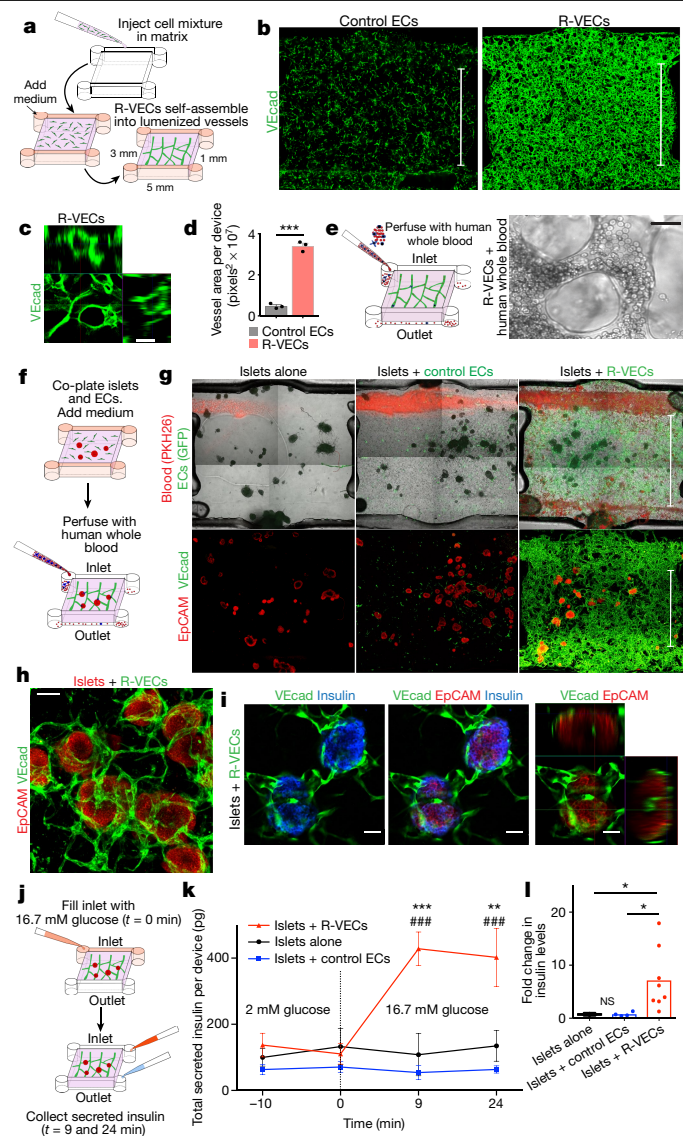 a
Inject cell mixture
in matrix
Add
medium
R-VECs self-assemble
into lumenized vessels
3 mm
1 mm
5 mm
b
Control ECs
R-VECs
VEcad
c
R-VECs
VEcad
d
***
4
2
0
Vessel area per device
(pixels² × 10⁷)
Control ECs
R-VECs
e
Perfuse with human
whole blood
Inlet
Outlet
R-VECs +
human whole blood
f
Co-plate islets
and ECs.
Add medium
Perfuse with
human whole
blood
Inlet
Outlet
g
Islets alone
Islets + control ECs
Islets + R-VECs
Blood (PKH26)
ECs (GFP)
EpCAM VEcad
h
Islets + R-VECs
EpCAM VEcad
i
VEcad Insulin
VEcad EpCAM Insulin
VEcad EpCAM
Islets + R-VECs
j
Fill inlet with
16.7 mM glucose (t = 0 min)
Inlet
Outlet
Inlet
Outlet
Collect secreted insulin
(t = 9 and 24 min)
k
Islets + R-VECs
Islets alone
Islets + control ECs
***
###
**
###
2 mM glucose
16.7 mM glucose
400
200
0
Total secreted insulin per device (pg)
–10
0
9
24
Time (min)
l
*
*
NS
20
10
0
Fold change in
insulin levels
Islets alone
Islets + control ECs
Islets + R-VECs